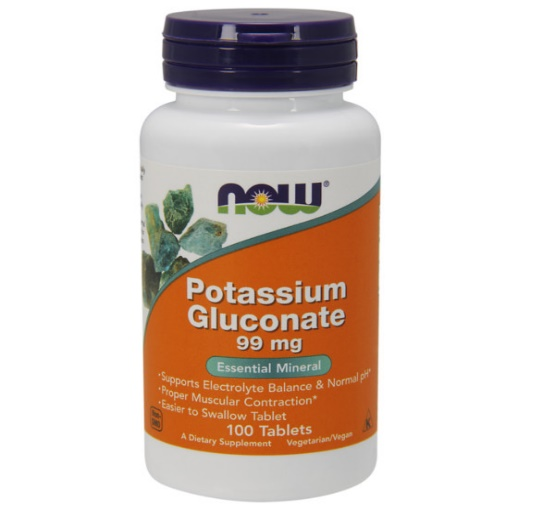 NOW®
Potassium
Gluconate
99 mg
Essential Mineral
•Supports Electrolyte Balance & Normal pH*
•Proper Muscular Contraction*
•Easier to Swallow Tablet
100 Tablets
A Dietary Supplement Vegetarian/Vegan
K